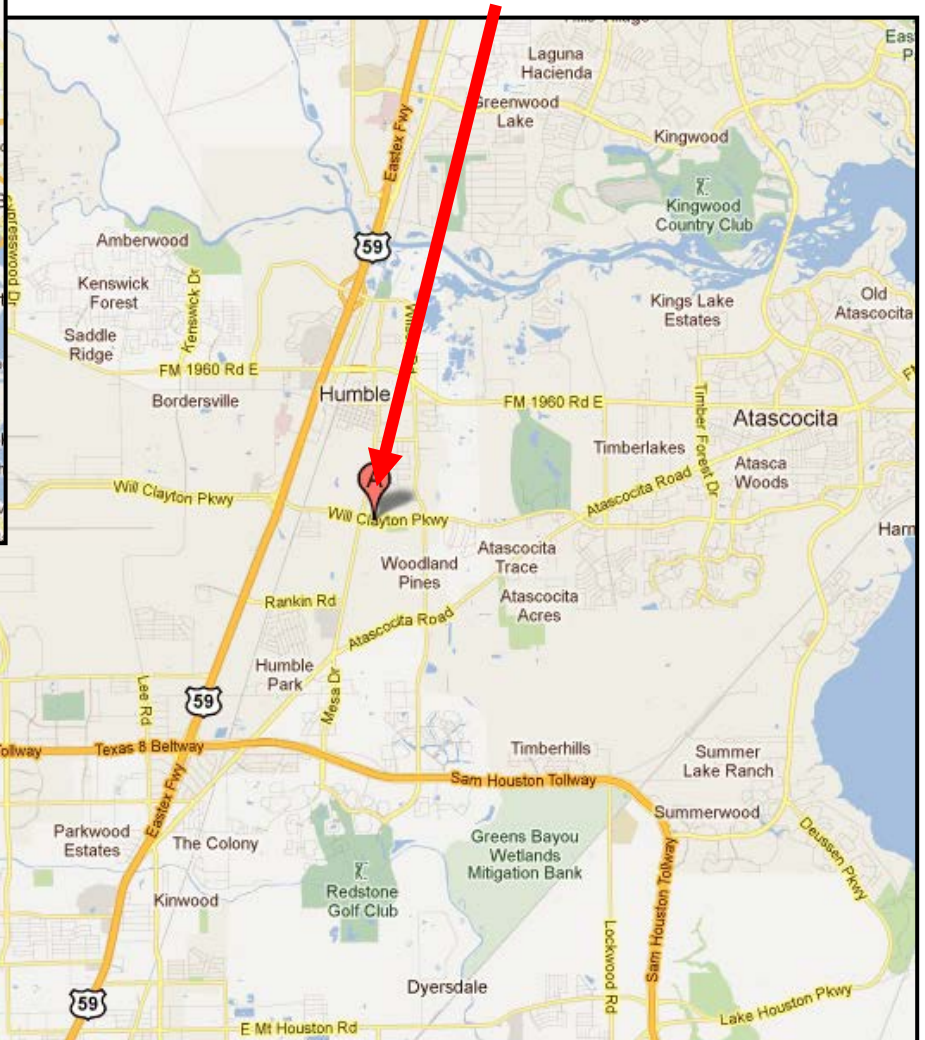 Laguna
Hacienda
Greenwood
Lake
Kingwood
Kingwood
Country Club
Eastex Fwy
59
Amberwood
Kenswick
Forest
Kenswick Dr
Saddle
Ridge
Kings Lake
Estates
Old
Atascocita
FM 1960 Rd E
Bordersville
Humble
FM 1960 Rd E
Timber Forest Dr
Atascocita
Timberlakes
Atasca
Woods
Atascocita Road
Will Clayton Pkwy
A
Will Clayton Pkwy
Woodland
Pines
Atascocita
Trace
Atascocita
Acres
Rankin Rd
Atascocita Road
Humble
Park
Mesa Dr
Lee Rd
59
Texas 8 Beltway
Sam Houston Tollway
Timberhills
Summer
Lake Ranch
Summerwood
Eastex Fwy
Parkwood
Estates
The Colony
Greens Bayou
Wetlands
Mitigation Bank
Deussen Pkwy
Redstone
Golf Club
Kinwood
Sam Houston Tollway
Lockwood Rd
Dyersdale
59
E Mt Houston Rd
Lake Houston Pkwy